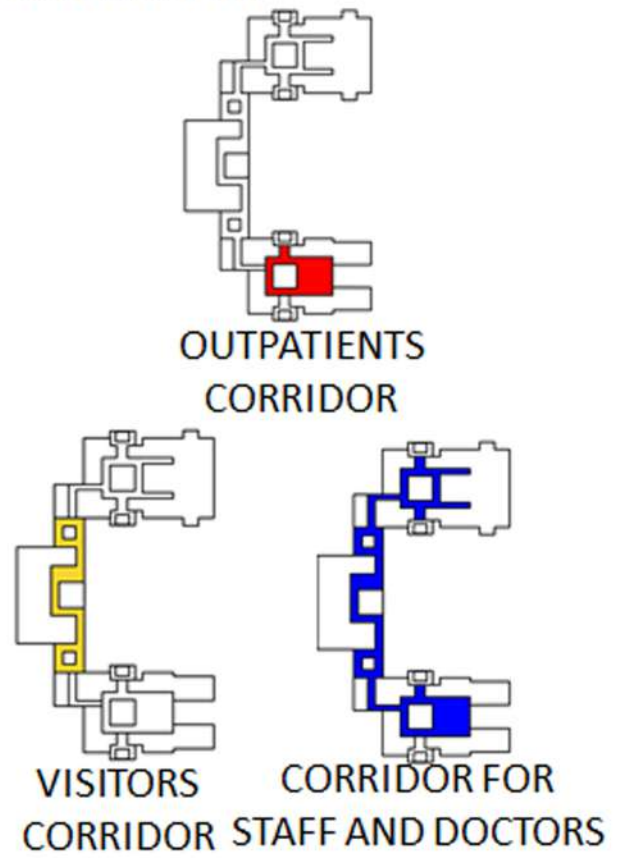 OUTPATIENTS
CORRIDOR
VISITORS
CORRIDOR
CORRIDOR FOR
STAFF AND DOCTORS